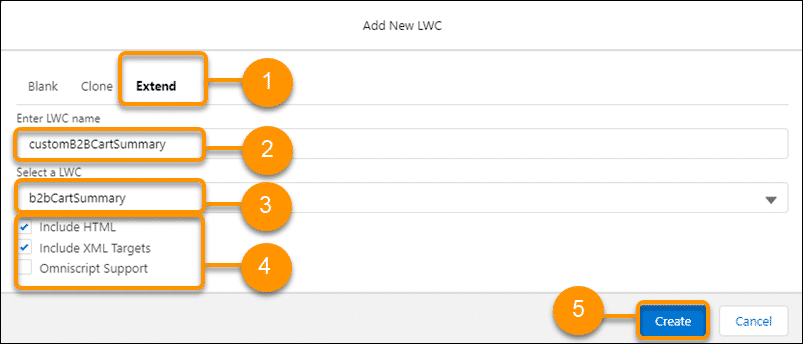 Add New LWC
Blank Clone Extend 1
Enter LWC name
customB2BCartSummary 2
Select a LWC
b2bCartSummary 3
Include HTML
Include XML Targets 4
Omniscript Support
5 Create Cancel